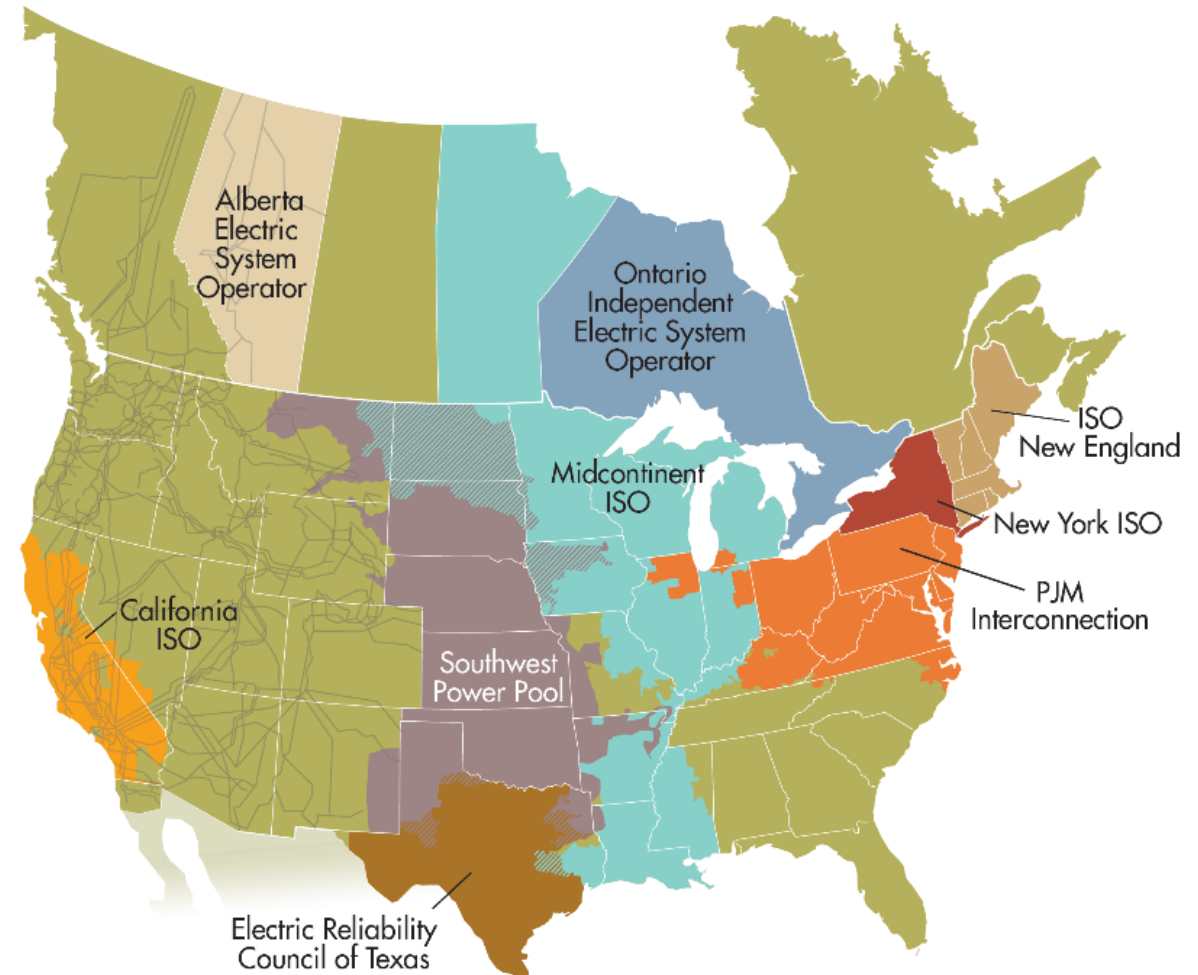 Alberta
Electric
System
Operator
Ontario
Independent
Electric System
Operator
ISO
New England
Midcontinent
ISO
New York ISO
PJM
Interconnection
California
ISO
Southwest
Power Pool
Electric Reliability
Council of Texas